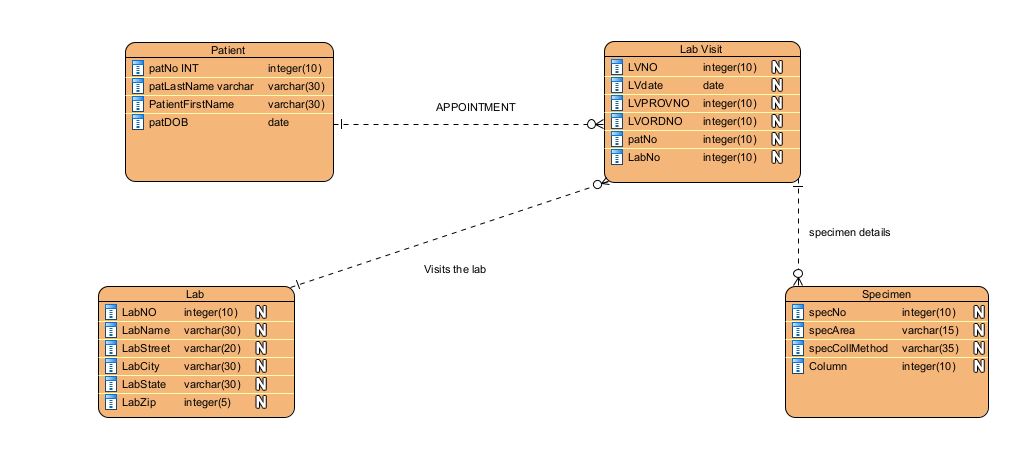 Patient
patNo INT integer(10)
patLastName varchar varchar(30)
PatientFirstName varchar(30)
patDOB date
APPOINTMENT
Lab Visit
LVNO integer(10) N
LVdate date N
LVPROVNO integer(10) N
LVORDNO integer(10) N
patNo integer(10) N
LabNo integer(10) N
specimen details
Visits the lab
Lab
LabNO integer(10) N
LabName varchar(30) N
LabStreet varchar(20) N
LabCity varchar(30) N
LabState varchar(30) N
LabZip integer(5) N
Specimen
specNo integer(10) N
specArea varchar(15) N
specCollMethod varchar(35) N
Column integer(10) N